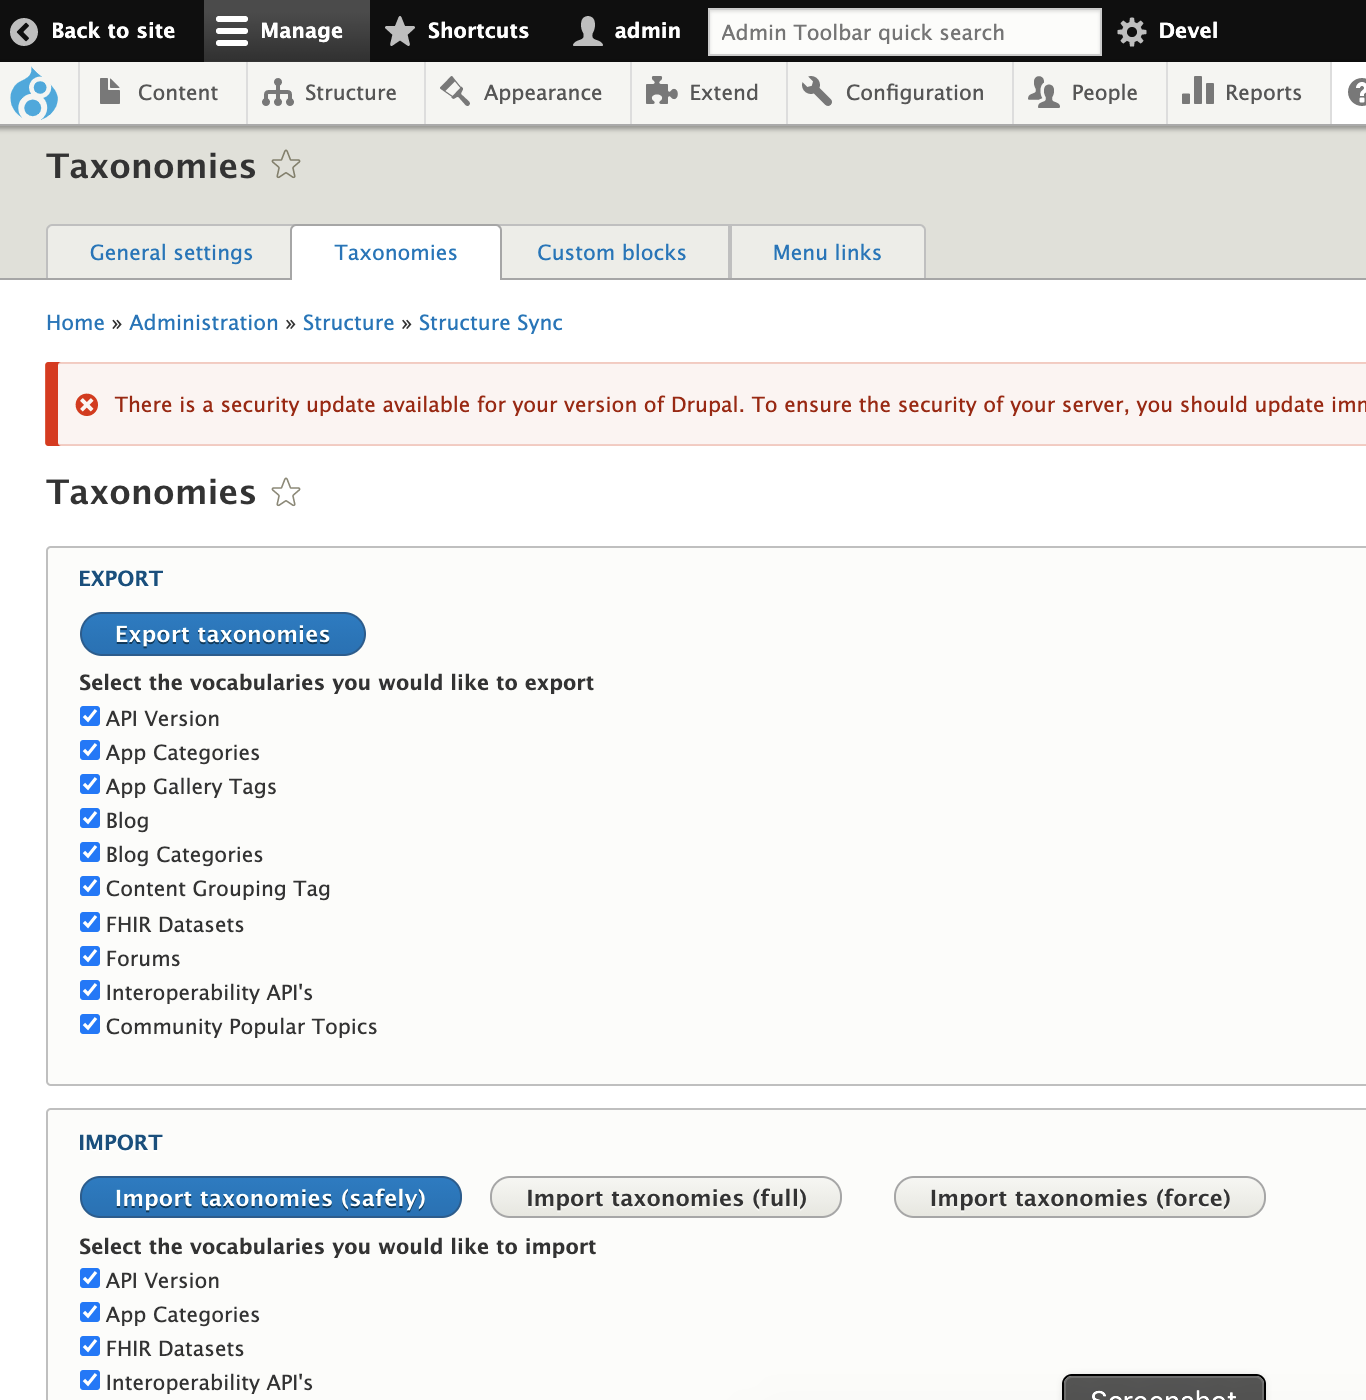 Back to site Manage Shortcuts admin Admin Toolbar quick search Devel
8 Content Structure Appearance Extend Configuration People Reports ?
Taxonomies
General settings Taxonomies Custom blocks Menu links
Home » Administration » Structure » Structure Sync
There is a security update available for your version of Drupal. To ensure the security of your server, you should update imm
Taxonomies
EXPORT
Export taxonomies
Select the vocabularies you would like to export
API Version
App Categories
App Gallery Tags
Blog
Blog Categories
Content Grouping Tag
FHIR Datasets
Forums
Interoperability API's
Community Popular Topics
IMPORT
Import taxonomies (safely) Import taxonomies (full) Import taxonomies (force)
Select the vocabularies you would like to import
API Version
App Categories
FHIR Datasets
Interoperability API's
Screenshot